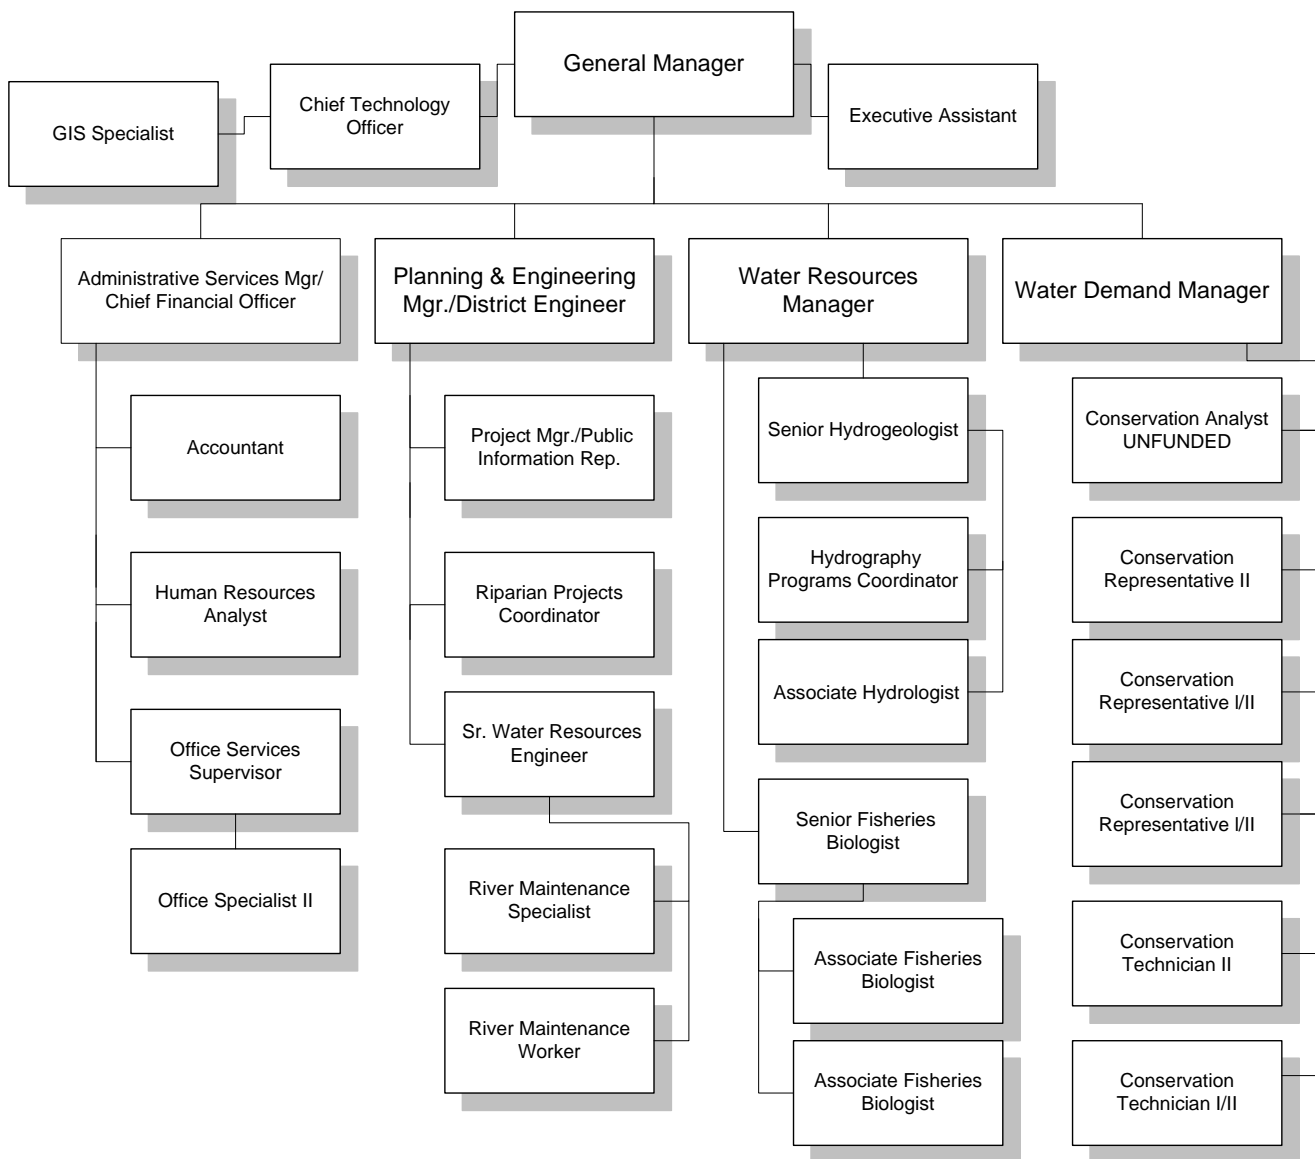 General Manager
Chief Technology
Officer
GIS Specialist
Executive Assistant
Administrative Services Mgr/
Chief Financial Officer
Planning & Engineering
Mgr./District Engineer
Water Resources
Manager
Water Demand Manager
Accountant
Human Resources
Analyst
Office Services
Supervisor
Office Specialist II
Project Mgr./Public
Information Rep.
Riparian Projects
Coordinator
Sr. Water Resources
Engineer
River Maintenance
Specialist
River Maintenance
Worker
Senior Hydrogeologist
Hydrography
Programs Coordinator
Associate Hydrologist
Senior Fisheries
Biologist
Associate Fisheries
Biologist
Associate Fisheries
Biologist
Conservation Analyst
UNFUNDED
Conservation
Representative II
Conservation
Representative I/II
Conservation
Representative I/II
Conservation
Technician II
Conservation
Technician I/II